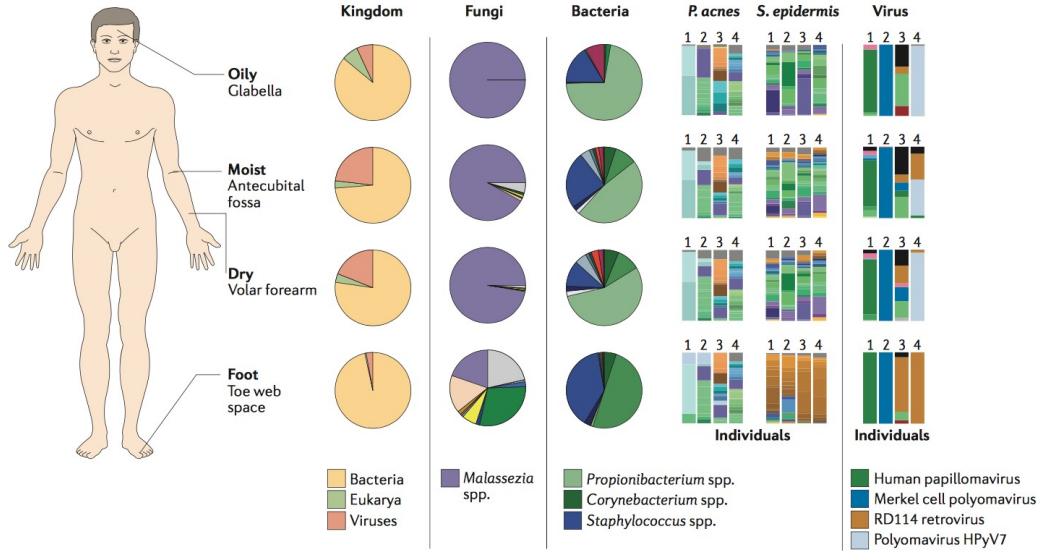 Kingdom
Fungi
Bacteria
P. acnes
S. epidermis
Virus
1 2 3 4
1 2 3 4
1 2 3 4
Oily
Glabella
1 2 3 4
1 2 3 4
1 2 3 4
Moist
Antecubital
fossa
1 2 3 4
1 2 3 4
1 2 3 4
Dry
Volar forearm
1 2 3 4
1 2 3 4
1 2 3 4
Foot
Toe web
space
Individuals
Individuals
Bacteria
Eukarya
Viruses
Malassezia
spp.
Propionibacterium spp.
Corynebacterium spp.
Staphylococcus spp.
Human papillomavirus
Merkel cell polyomavirus
RD114 retrovirus
Polyomavirus HPyV7